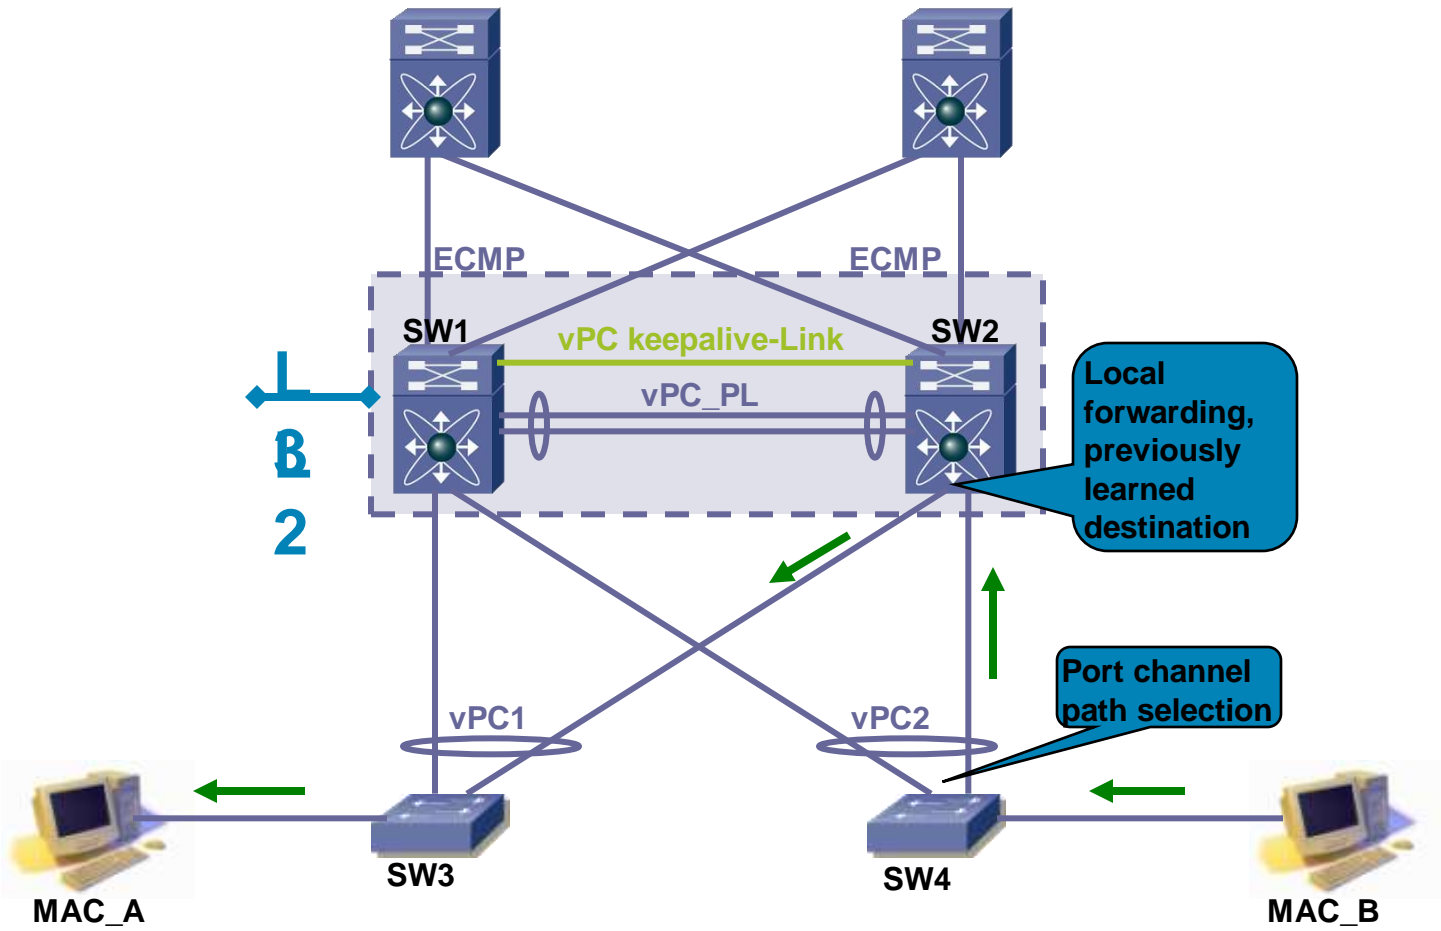 ECMP
ECMP
SW1
SW2
vPC keepalive-Link
vPC_PL
L
3
L
2
Local
forwarding,
previously
learned
destination
Port channel
path selection
vPC1
vPC2
SW3
SW4
MAC_A
MAC_B